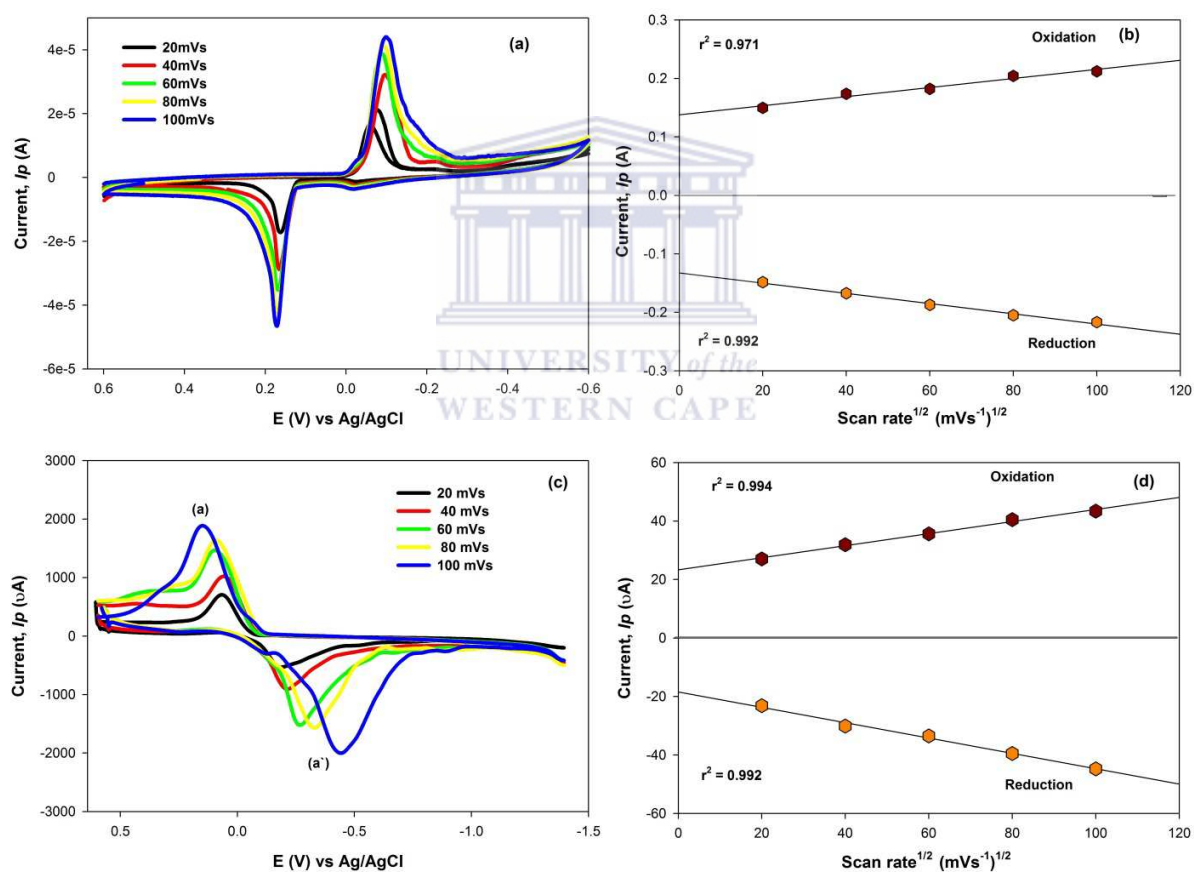 (a)
20mVs
40mVs
60mVs
80mVs
100mVs
4e-5
2e-5
0
-2e-5
-4e-5
-6e-5
Current, Ip (A)
0.6 0.4 0.2 0.0 -0.2 -0.4 -0.6
E (V) vs Ag/AgCl
(b)
r² = 0.971
Oxidation
0.3
0.2
0.1
0.0
-0.1
-0.2
-0.3
Current, Ip (A)
r² = 0.992
Reduction
0 20 40 60 80 100 120
Scan rate^1/2 (mVs⁻¹)^1/2
UNIVERSITY of the
WESTERN CAPE
(c)
(a)
20 mVs
40 mVs
60 mVs
80 mVs
100 mVs
3000
2000
1000
0
-1000
-2000
-3000
Current, Ip (υA)
(a`)
0.5 0.0 -0.5 -1.0 -1.5
E (V) vs Ag/AgCl
(d)
r² = 0.994
Oxidation
60
40
20
0
-20
-40
-60
Current, Ip (υA)
r² = 0.992
Reduction
0 20 40 60 80 100 120
Scan rate^1/2 (mVs⁻¹)^1/2